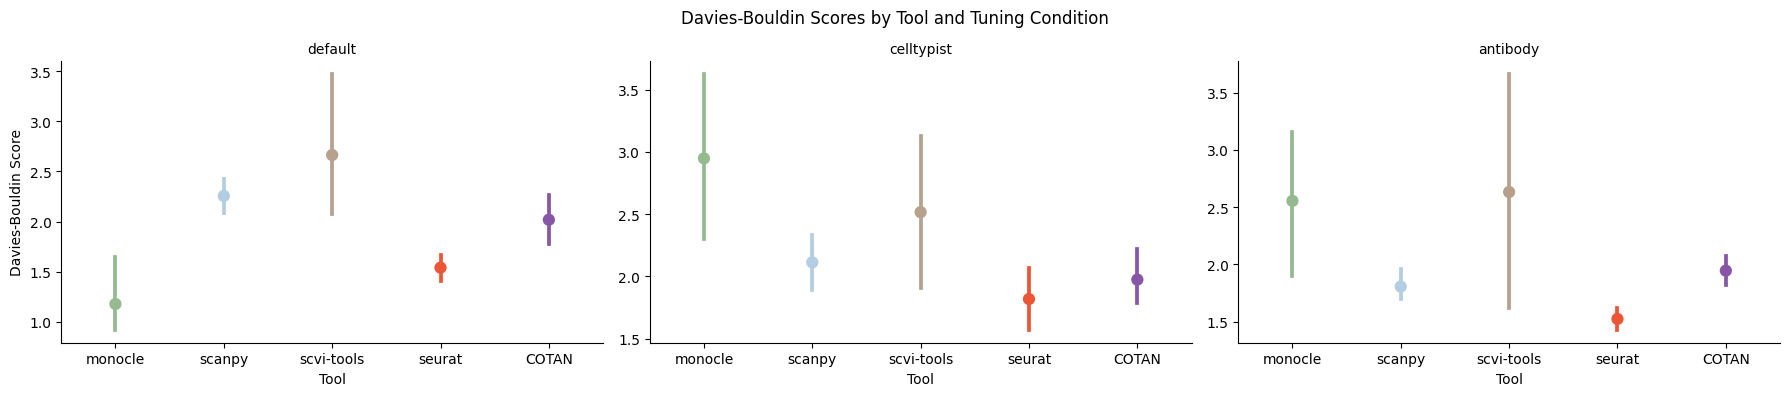 Davies-Bouldin Scores by Tool and Tuning Condition
default
Davies-Bouldin Score
3.5
3.0
2.5
2.0
1.5
1.0
monocle scanpy scvi-tools seurat COTAN
Tool
celltypist
3.5
3.0
2.5
2.0
1.5
monocle scanpy scvi-tools seurat COTAN
Tool
antibody
3.5
3.0
2.5
2.0
1.5
monocle scanpy scvi-tools seurat COTAN
Tool